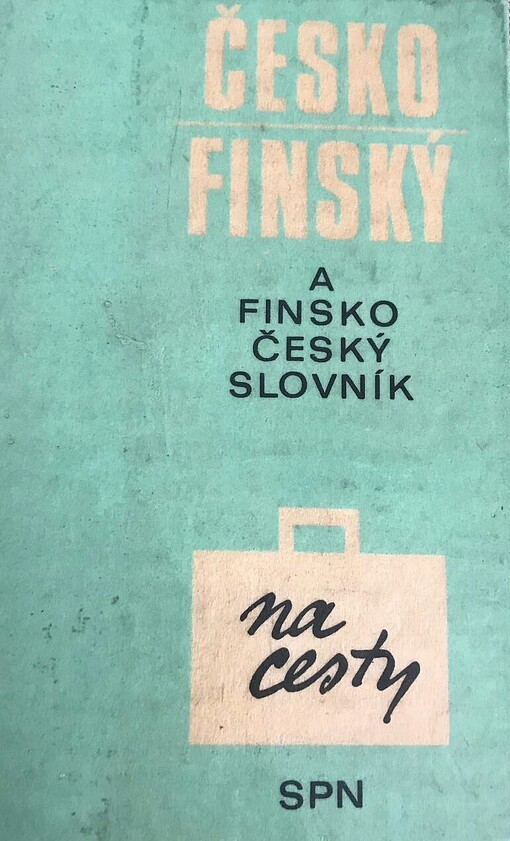 ČESKO
FINSKÝ
A
FINSKO
ČESKÝ
SLOVNÍK
na
cesty
SPN